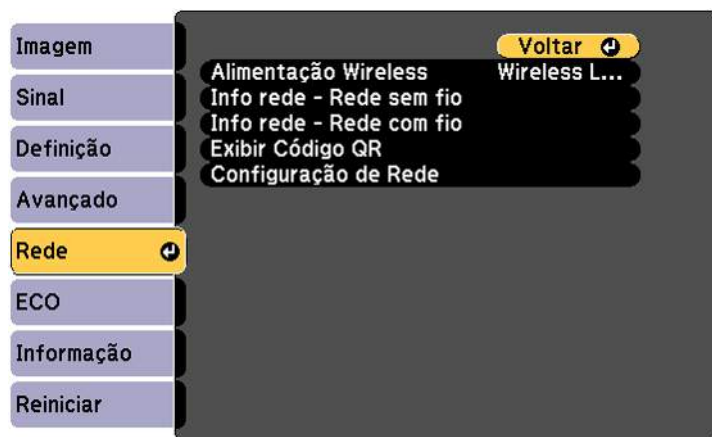 Imagem
Sinal
Definição
Avançado
Rede
ECO
Informação
Reiniciar
Voltar
Alimentação Wireless Wireless L...
Info rede - Rede sem fio
Info rede - Rede com fio
Exibir Código QR
Configuração de Rede